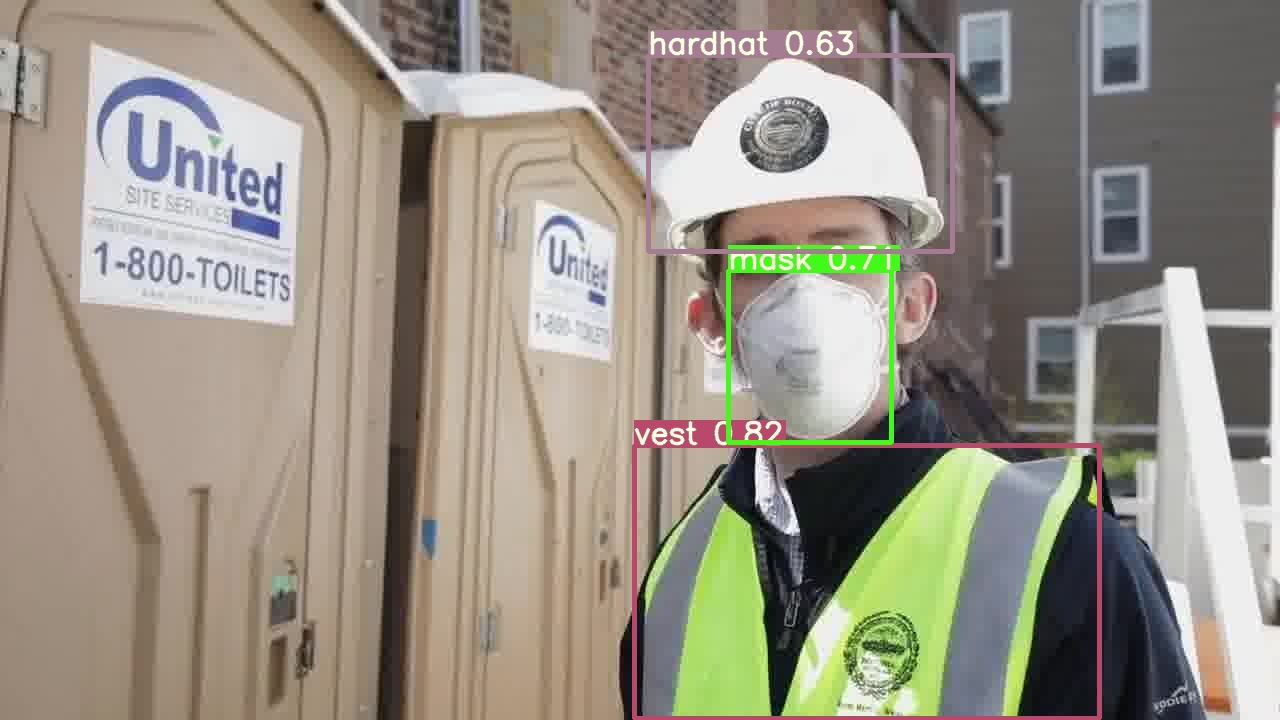 hardhat 0.63
mask 0.71
vest 0.82
United
SITE SERVICES
1-800-TOILETS
United
1-800-TOILETS